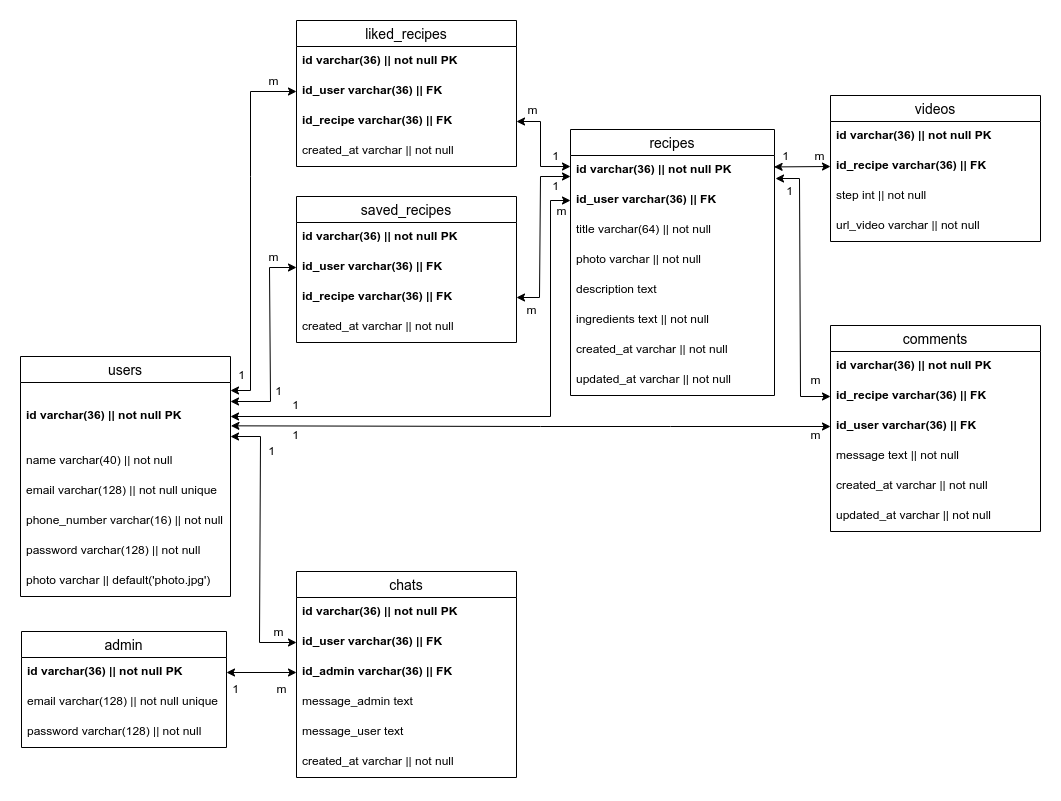 liked_recipes
id varchar(36) || not null PK
id_user varchar(36) || FK
id_recipe varchar(36) || FK
created_at varchar || not null
saved_recipes
id varchar(36) || not null PK
id_user varchar(36) || FK
id_recipe varchar(36) || FK
created_at varchar || not null
recipes
id varchar(36) || not null PK
id_user varchar(36) || FK
title varchar(64) || not null
photo varchar || not null
description text
ingredients text || not null
created_at varchar || not null
updated_at varchar || not null
videos
id varchar(36) || not null PK
id_recipe varchar(36) || FK
step int || not null
url_video varchar || not null
comments
id varchar(36) || not null PK
id_recipe varchar(36) || FK
id_user varchar(36) || FK
message text || not null
created_at varchar || not null
updated_at varchar || not null
users
id varchar(36) || not null PK
name varchar(40) || not null
email varchar(128) || not null unique
phone_number varchar(16) || not null
password varchar(128) || not null
photo varchar || default('photo.jpg')
admin
id varchar(36) || not null PK
email varchar(128) || not null unique
password varchar(128) || not null
chats
id varchar(36) || not null PK
id_user varchar(36) || FK
id_admin varchar(36) || FK
message_admin text
message_user text
created_at varchar || not null
m
m
1
1
m
m
m
1
m
1
m
m
1
1
1
1
1
m
1
m